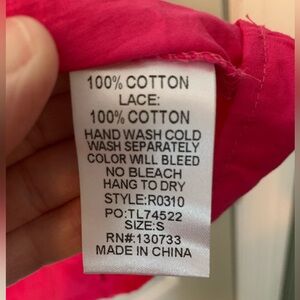 100% COTTON
LACE:
100% COTTON
HAND WASH COLD
WASH SEPARATELY
COLOR WILL BLEED
NO BLEACH
HANG TO DRY
STYLE:R0310
PO:TL74522
SIZE:S
RN#:130733
MADE IN CHINA